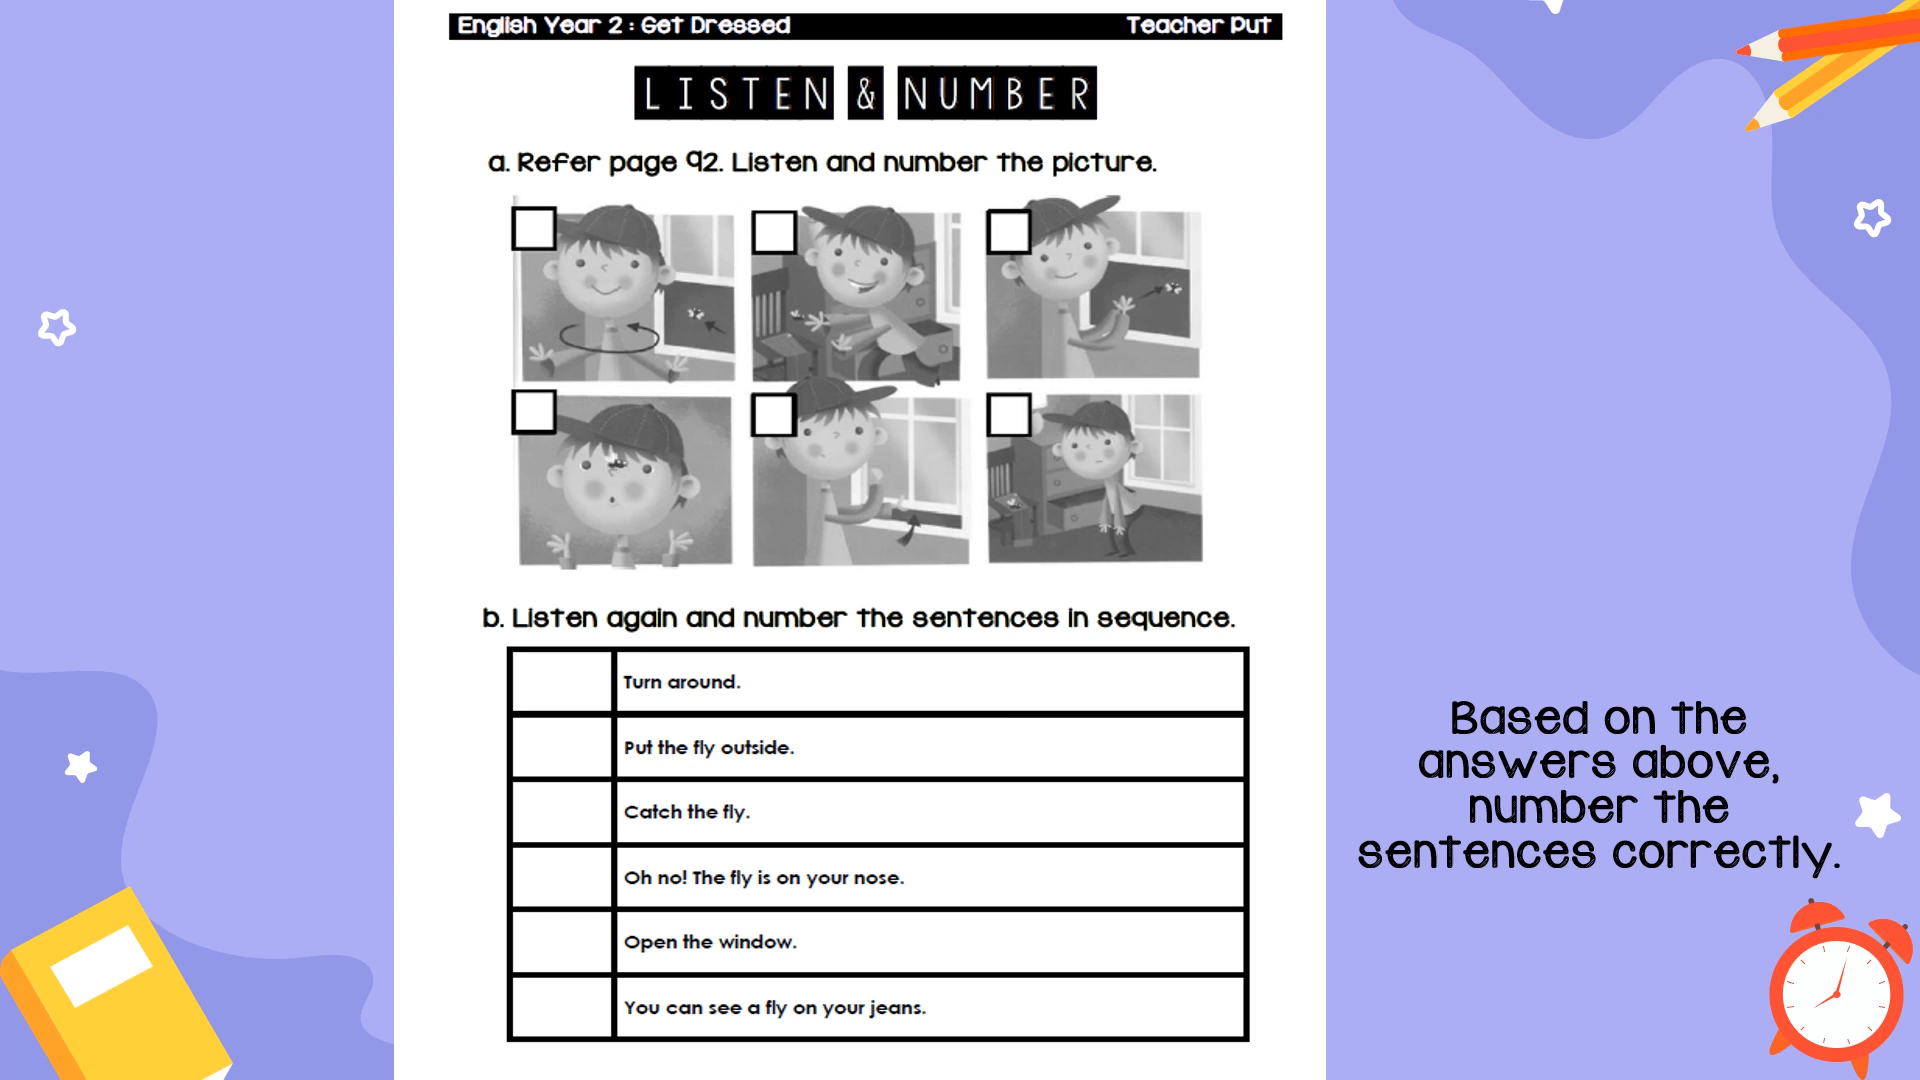 English Year 2 : Get Dressed
Teacher Put
LISTEN & NUMBER
a. Refer page 92. Listen and number the picture.
b. Listen again and number the sentences in sequence.
Turn around.
Put the fly outside.
Catch the fly.
Oh no! The fly is on your nose.
Open the window.
You can see a fly on your jeans.
Based on the
answers above,
number the
sentences correctly.